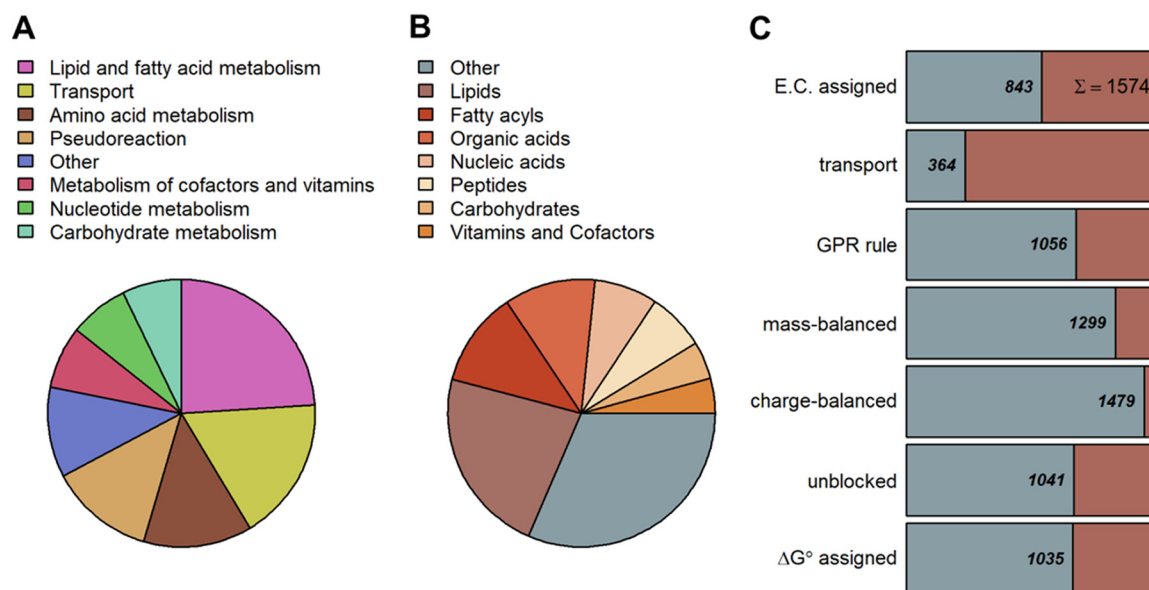 A
Lipid and fatty acid metabolism
Transport
Amino acid metabolism
Pseudoreaction
Other
Metabolism of cofactors and vitamins
Nucleotide metabolism
Carbohydrate metabolism
B
Other
Lipids
Fatty acyls
Organic acids
Nucleic acids
Peptides
Carbohydrates
Vitamins and Cofactors
C
E.C. assigned 843 Σ = 1574
transport 364
GPR rule 1056
mass-balanced 1299
charge-balanced 1479
unblocked 1041
ΔG° assigned 1035